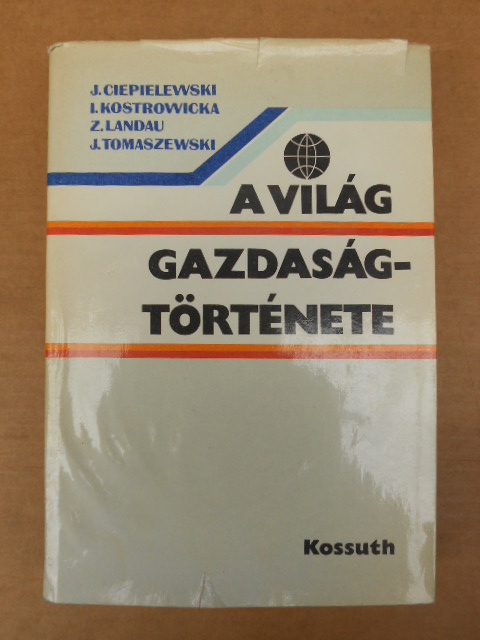 J. CIEPIELEWSKI
I. KOSTROWICKA
Z. LANDAU
J. TOMASZEWSKI
A VILÁG
GAZDASÁG-
TÖRTÉNETE
Kossuth